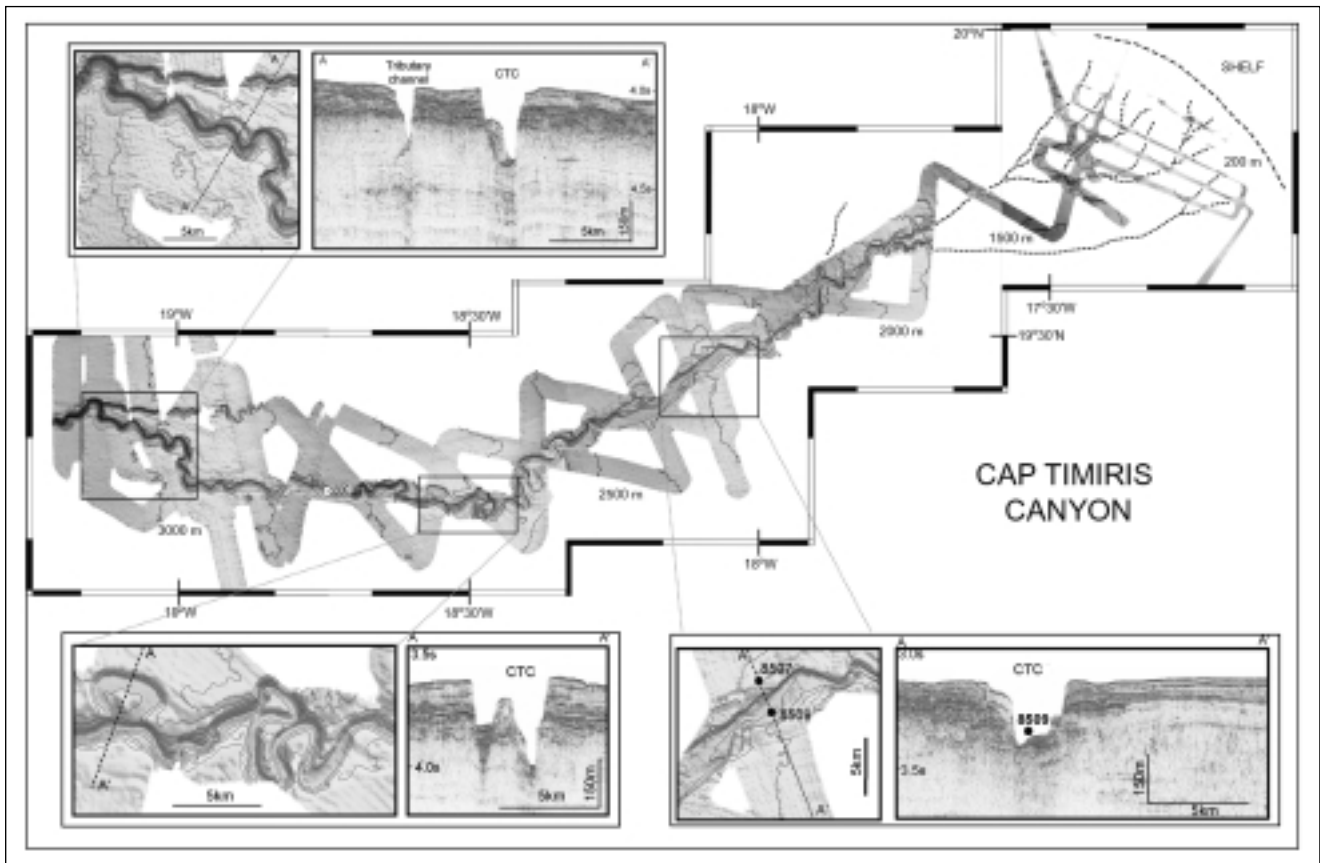 20°N
SHELF
200 m
1500 m
18°W
17°30'W
19°30'N
2000 m
19°W
18°30'W
2500 m
3000 m
18°30'W
18°W
CAP TIMIRIS
CANYON
A
A'
5km
A
A'
Tributary
channel
CTC
4.0s
4.5s
5km
150m
A
A'
5km
A
A'
3.5s
CTC
4.0s
5km
150m
A'
8507
8509
5km
A'
A
A'
3.0s
CTC
8509
3.5s
150m
5km